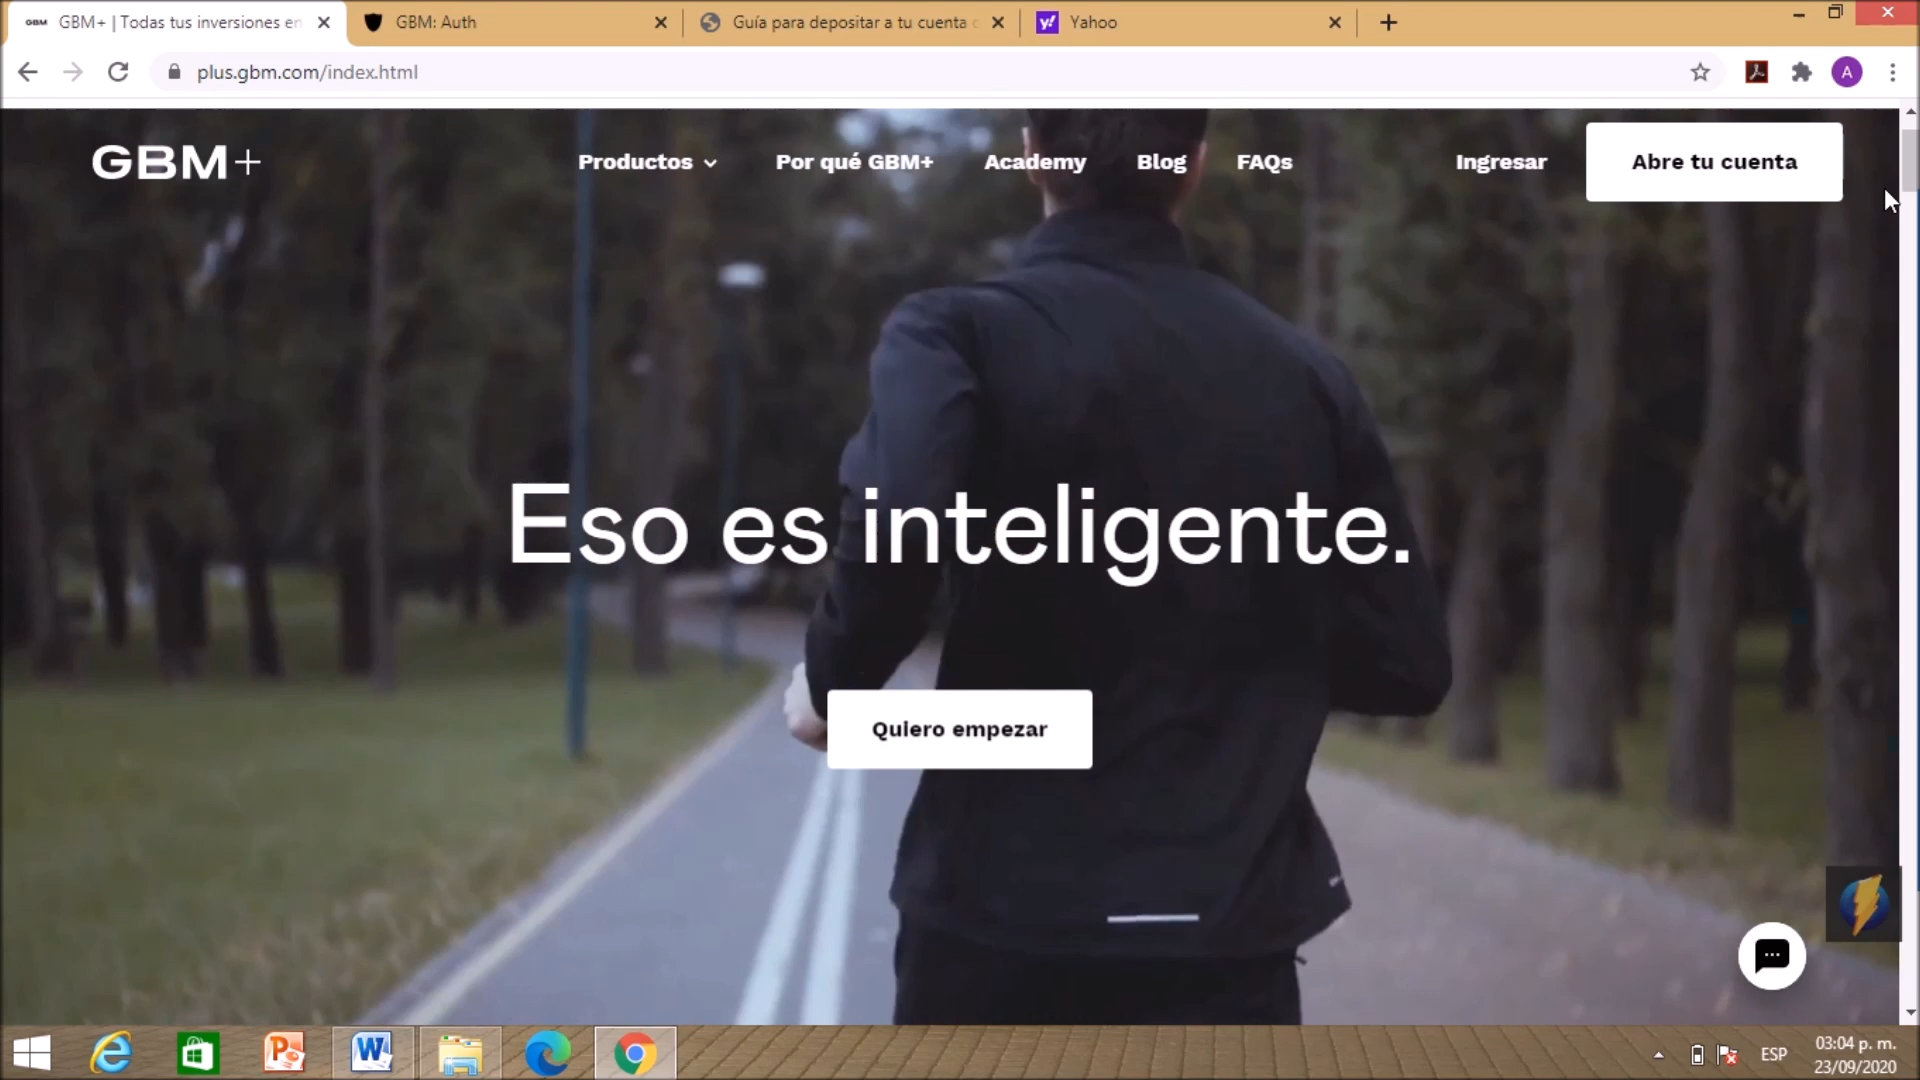 GBM GBM+ | Todas tus inversiones en
GBM: Auth
Guía para depositar a tu cuenta
Yahoo
plus.gbm.com/index.html
A
GBM+
Productos
Por qué GBM+
Academy
Blog
FAQs
Ingresar
Abre tu cuenta
Eso es inteligente.
Quiero empezar
ESP
03:04 p. m.
23/09/2020